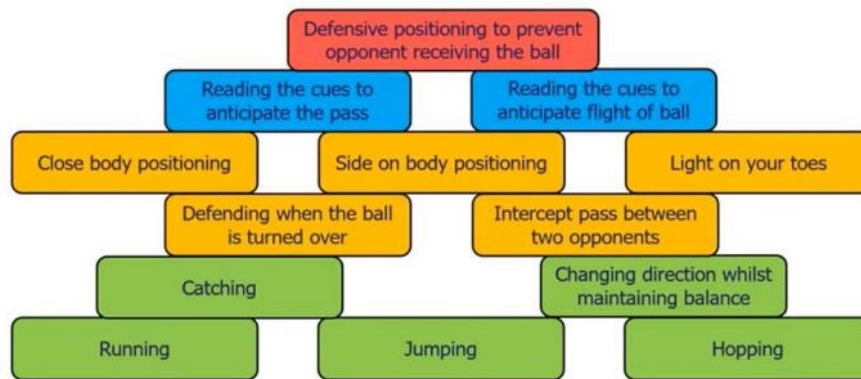 Defensive positioning to prevent
opponent receiving the ball
Reading the cues to
anticipate the pass
Reading the cues to
anticipate flight of ball
Close body positioning
Side on body positioning
Light on your toes
Defending when the ball
is turned over
Intercept pass between
two opponents
Catching
Changing direction whilst
maintaining balance
Running
Jumping
Hopping